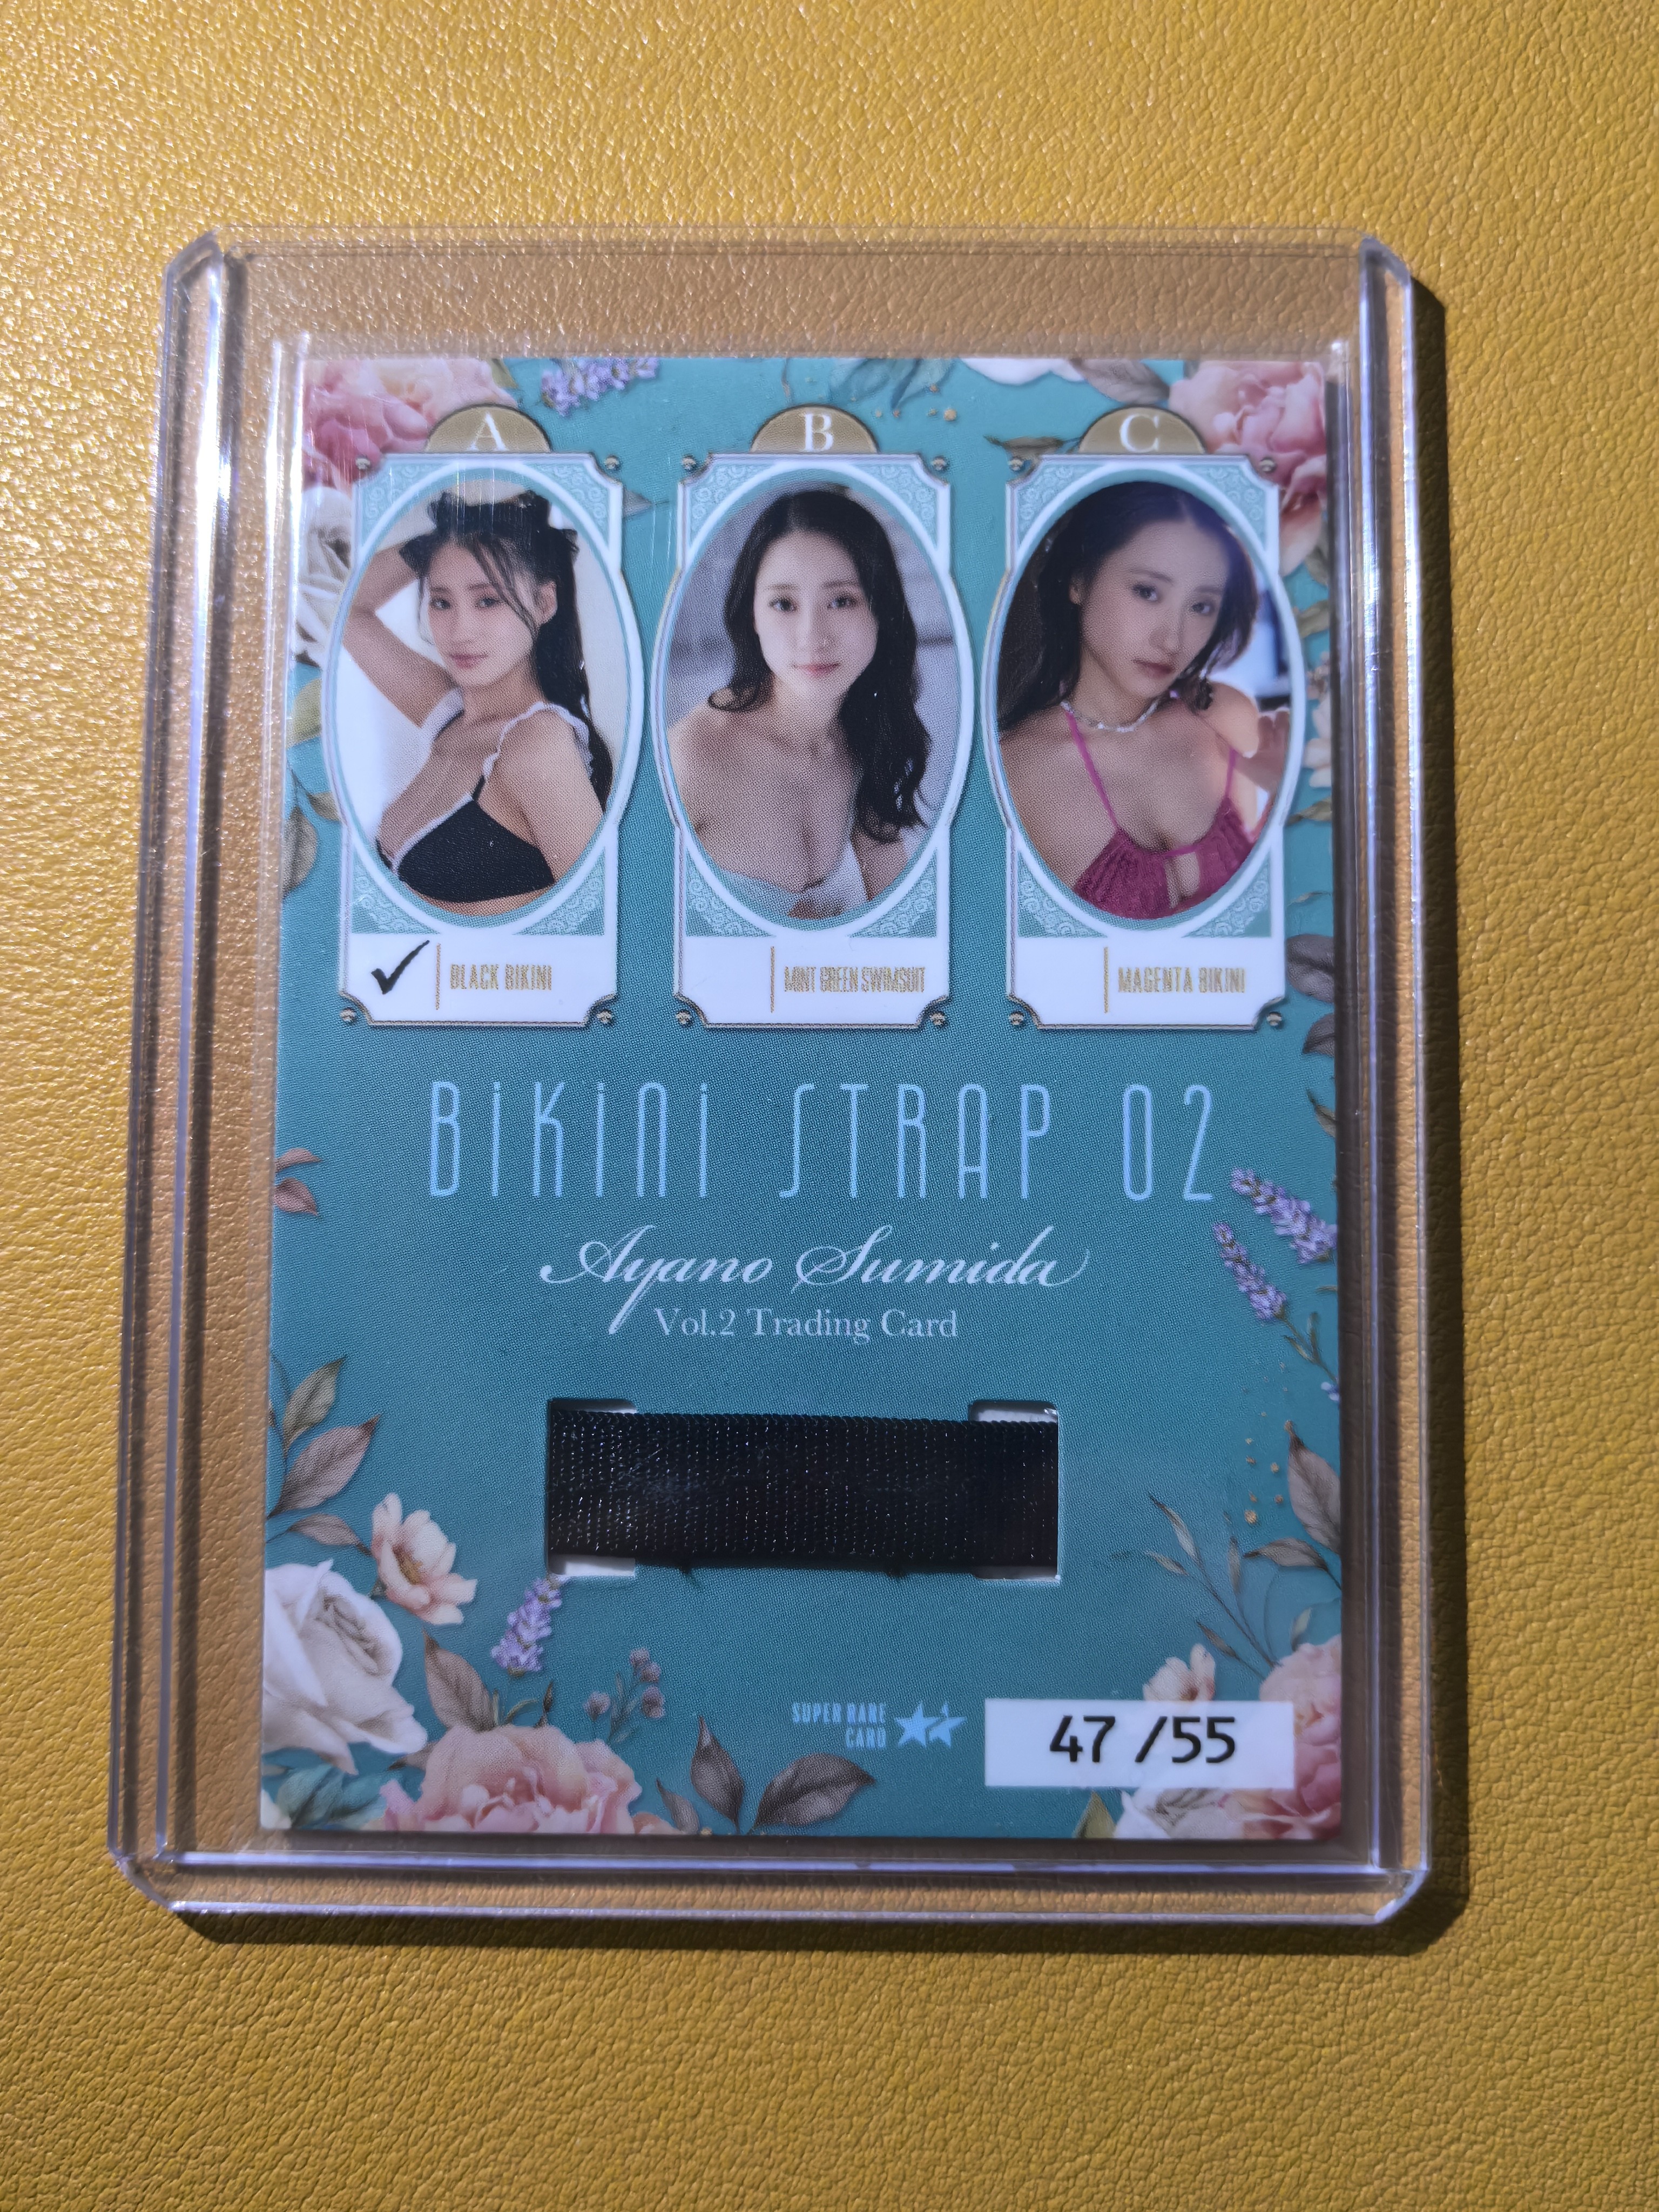 A
B
C
✓ BLACK BIKINI
MINT GREEN SWIMSUIT
MAGENTA BIKINI
BIKINI STRAP 02
Ayano Sumida
Vol.2 Trading Card
SUPER RARE
CARD
47 /55